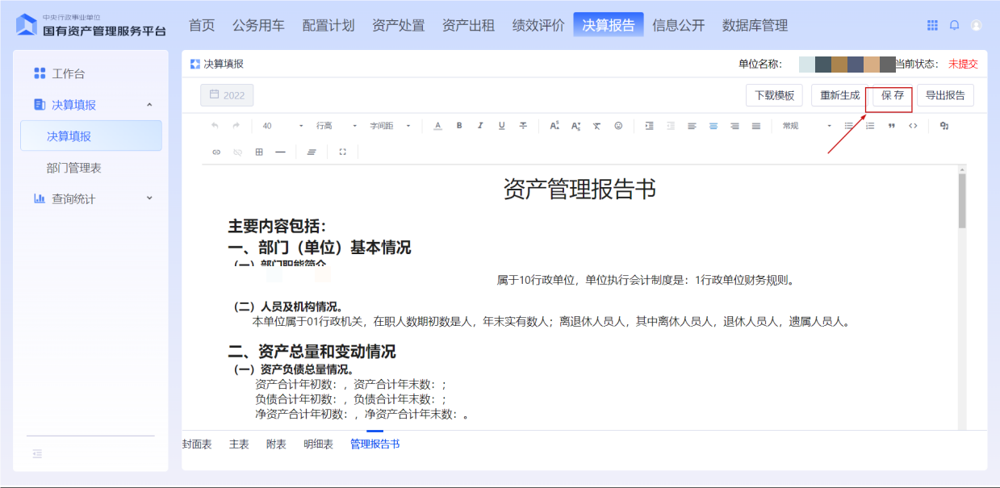 中央行政事业单位
国有资产管理服务平台
首页 公务用车 配置计划 资产处置 资产出租 绩效评价 决算报告 信息公开 数据库管理
工作台
决算填报
决算填报
部门管理表
查询统计
决算填报 单位名称: 当前状态: 未提交
2022 下载模板 重新生成 保 存 导出报告
40 行高 字间距 A B I U 常规
资产管理报告书
主要内容包括：
一、部门（单位）基本情况
（一）部门职能简介
属于10行政单位，单位执行会计制度是：1行政单位财务规则。
（二）人员及机构情况。
本单位属于01行政机关，在职人数期初数是人，年末实有数人；离退休人员人，其中离休人员人，退休人员人，遗属人员人。
二、资产总量和变动情况
（一）资产负债总量情况。
资产合计年初数：，资产合计年末数：；
负债合计年初数：，负债合计年末数：；
净资产合计年初数：，净资产合计年末数：。
封面表 主表 附表 明细表 管理报告书